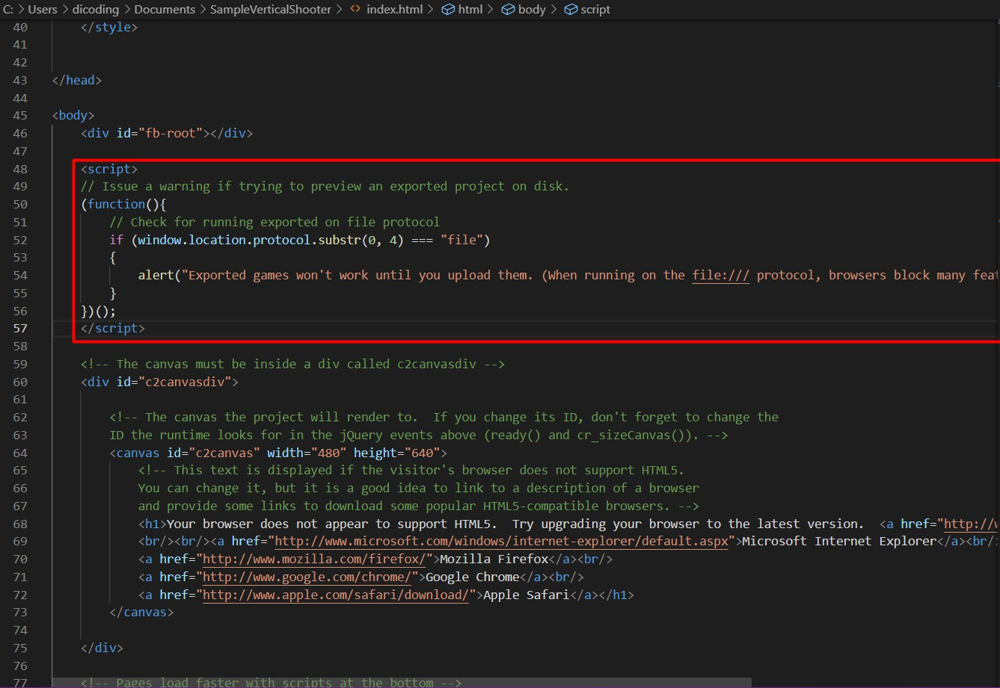 C: > Users > dicoding > Documents > SampleVerticalShooter > <> index.html > html > body > script
40 </style>
41
42
43 </head>
44
45 <body>
46 <div id="fb-root"></div>
47
48 <script>
49 // Issue a warning if trying to preview an exported project on disk.
50 (function(){
51 // Check for running exported on file protocol
52 if (window.location.protocol.substr(0, 4) === "file")
53 {
54 alert("Exported games won't work until you upload them. (When running on the file:/// protocol, browsers block many feat
55 }
56 })();
57 </script>
58
59 <!-- The canvas must be inside a div called c2canvasdiv -->
60 <div id="c2canvasdiv">
61
62 <!-- The canvas the project will render to.  If you change its ID, don't forget to change the
63 ID the runtime looks for in the jQuery events above (ready() and cr_sizeCanvas()). -->
64 <canvas id="c2canvas" width="480" height="640">
65 <!-- This text is displayed if the visitor's browser does not support HTML5.
66 You can change it, but it is a good idea to link to a description of a browser
67 and provide some links to download some popular HTML5-compatible browsers. -->
68 <h1>Your browser does not appear to support HTML5.  Try upgrading your browser to the latest version.  <a href="http://w
69 <br/><br/><a href="http://www.microsoft.com/windows/internet-explorer/default.aspx">Microsoft Internet Explorer</a><br/>
70 <a href="http://www.mozilla.com/firefox/">Mozilla Firefox</a><br/>
71 <a href="http://www.google.com/chrome/">Google Chrome</a><br/>
72 <a href="http://www.apple.com/safari/download/">Apple Safari</a></h1>
73 </canvas>
74
75 </div>
76
77 <!-- Pages load faster with scripts at the bottom -->